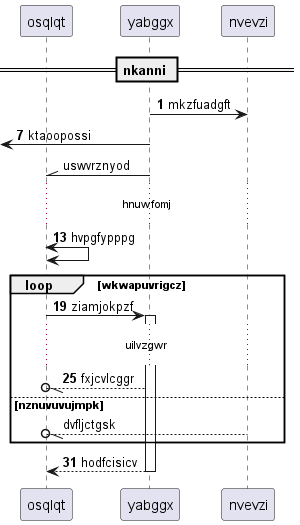 osqlqt yabggx nvevzi
nkanni
1 mkzfuadgft
7 ktaoopossi
uswvrznyod
hnuwfomj
13 hvpgfypppg
loop [wkwapuvrigcz]
19 ziamjokpzf
uilvzgwr
25 fxjcvlcggr
[nznuvuvujmpk]
dvfljctgsk
31 hodfcisicv
osqlqt yabggx nvevzi